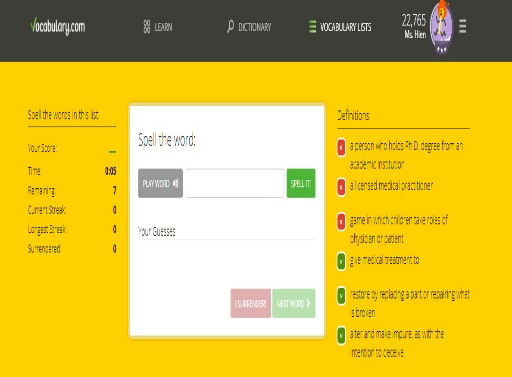 Vocabulary.com
LEARN
DICTIONARY
VOCABULARY LISTS
22,765
Ms. Hien
Spell the words in this list
Your Score: __
Time: 0:05
Remaining: 7
Current Streak: 0
Longest Streak: 0
Surrendered: 0
Spell the word:
PLAY WORD
SPELL IT
Your Guesses
I SURRENDER!
NEXT WORD >
Definitions:
x a person who holds Ph.D. degree from an
academic institution
x a licensed medical practitioner
x game in which children take roles of
physician or patient
give medical treatment to
restore by replacing a part or repairing what
is broken
alter and make impure, as with the
intention to deceive